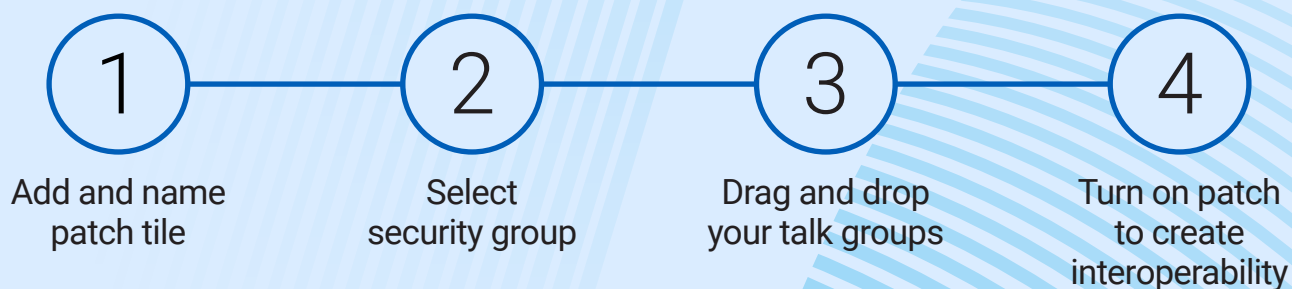 1
Add and name
patch tile
2
Select
security group
3
Drag and drop
your talk groups
4
Turn on patch
to create
interoperability